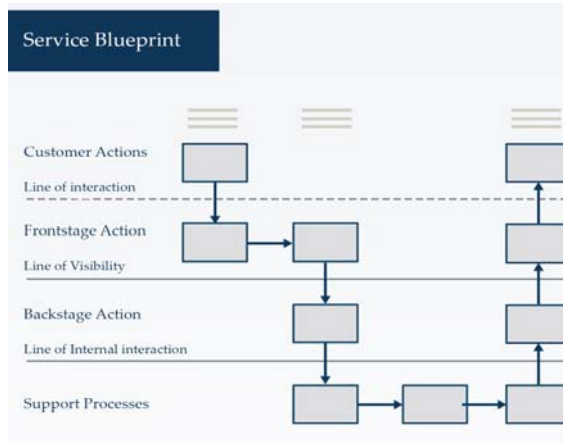 Service Blueprint
Customer Actions
Line of interaction
Frontstage Action
Line of Visibility
Backstage Action
Line of Internal interaction
Support Processes